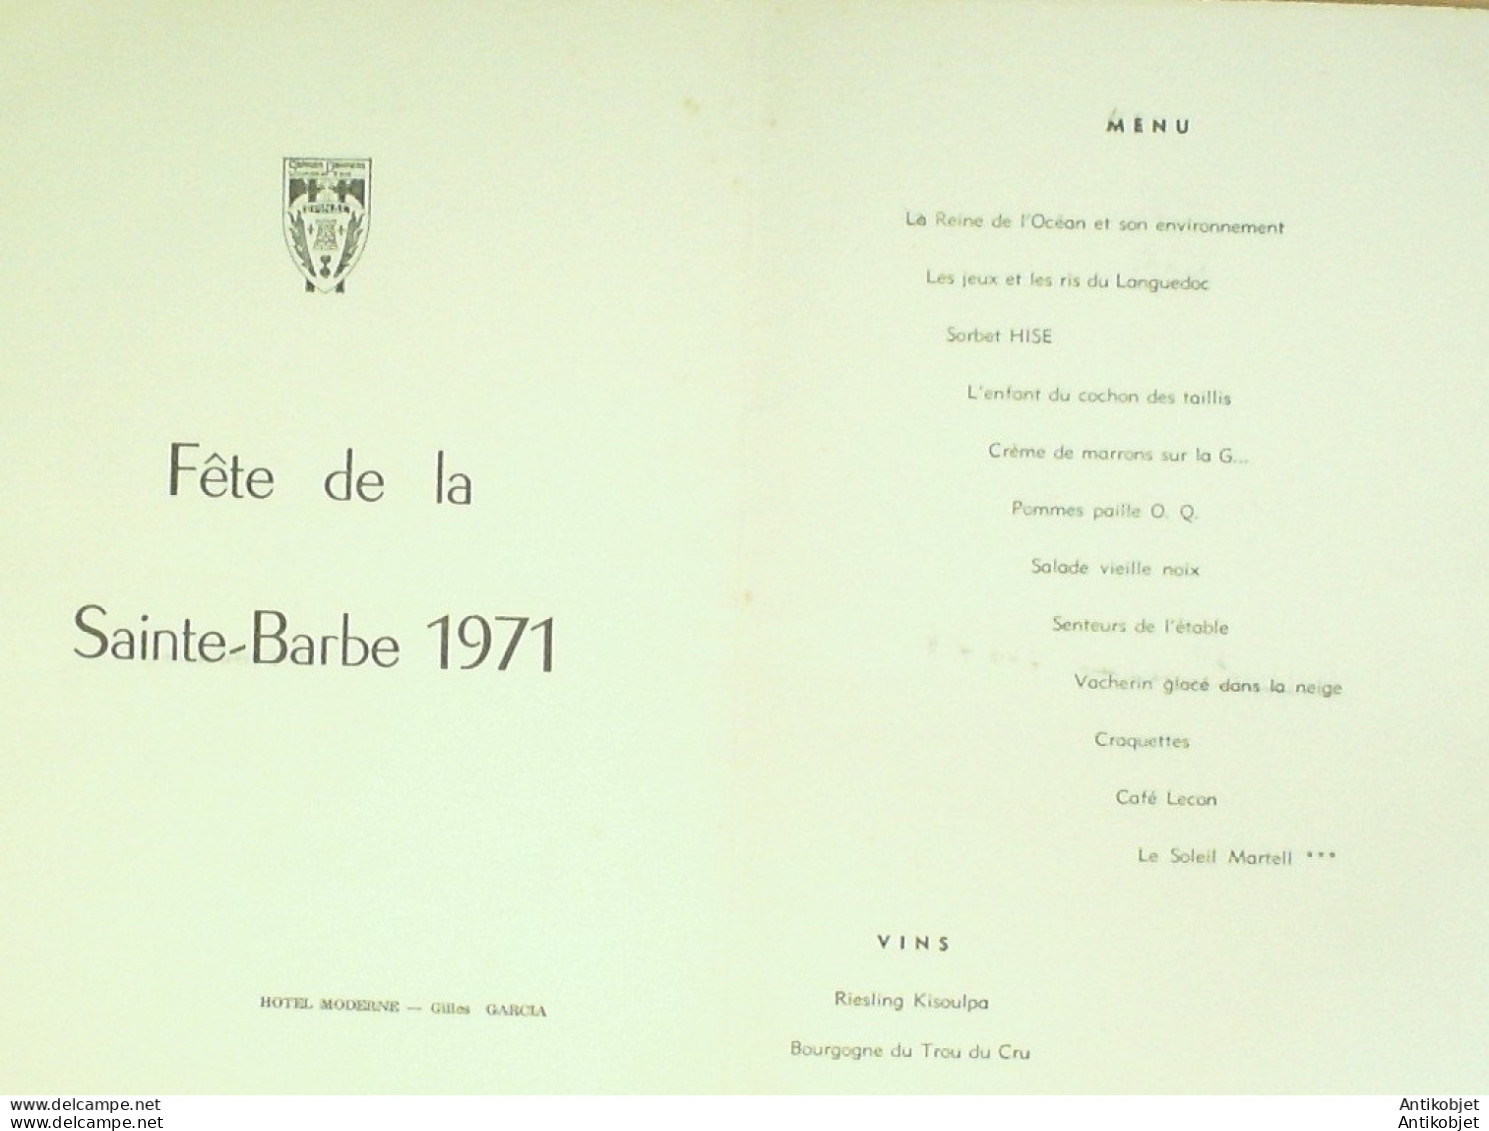 ÉPINAL
Fête de la
Sainte-Barbe 1971
HOTEL MODERNE — Gilles GARCIA
MENU
La Reine de l'Océan et son environnement
Les jeux et les ris du Languedoc
Sorbet HISE
L'enfant du cochon des taillis
Crème de marrons sur la G...
Pommes paille O. Q.
Salade vieille noix
Senteurs de l'étable
Vacherin glacé dans la neige
Craquettes
Café Lecon
Le Soleil Martell ***
VINS
Riesling Kisoulpa
Bourgogne du Trou du Cru
www.delcampe.net
www.delcampe.net
Antikobjet
Antikobjet